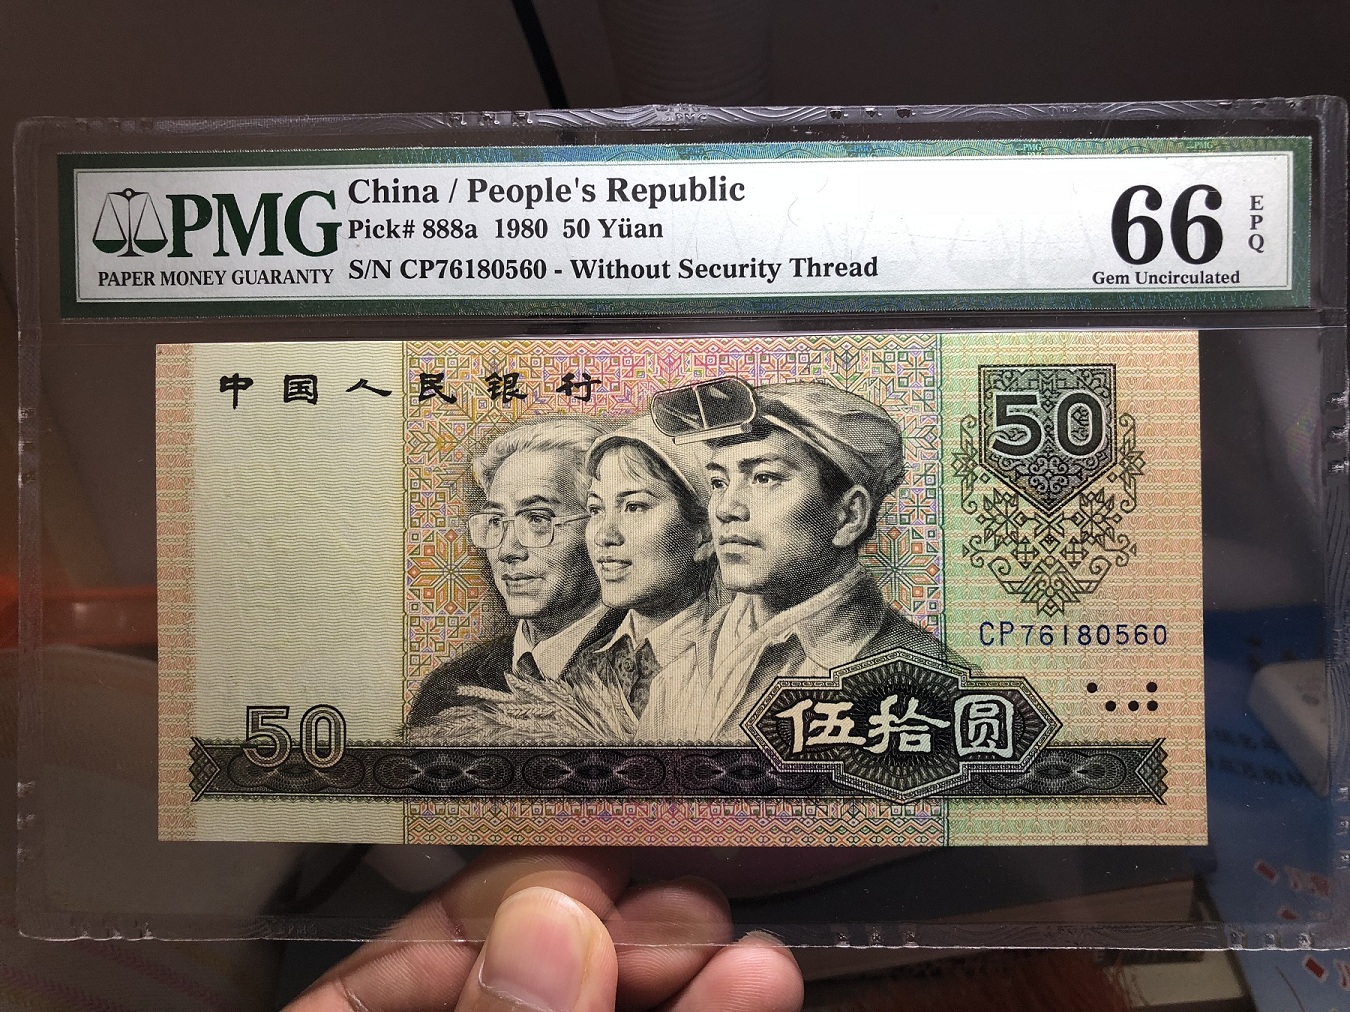 PMG
PAPER MONEY GUARANTY
China / People's Republic
Pick# 888a 1980 50 Yüan
S/N CP76180560 - Without Security Thread
66
EPQ
Gem Uncirculated
中国人民银行
50
CP76180560
伍拾圆
50